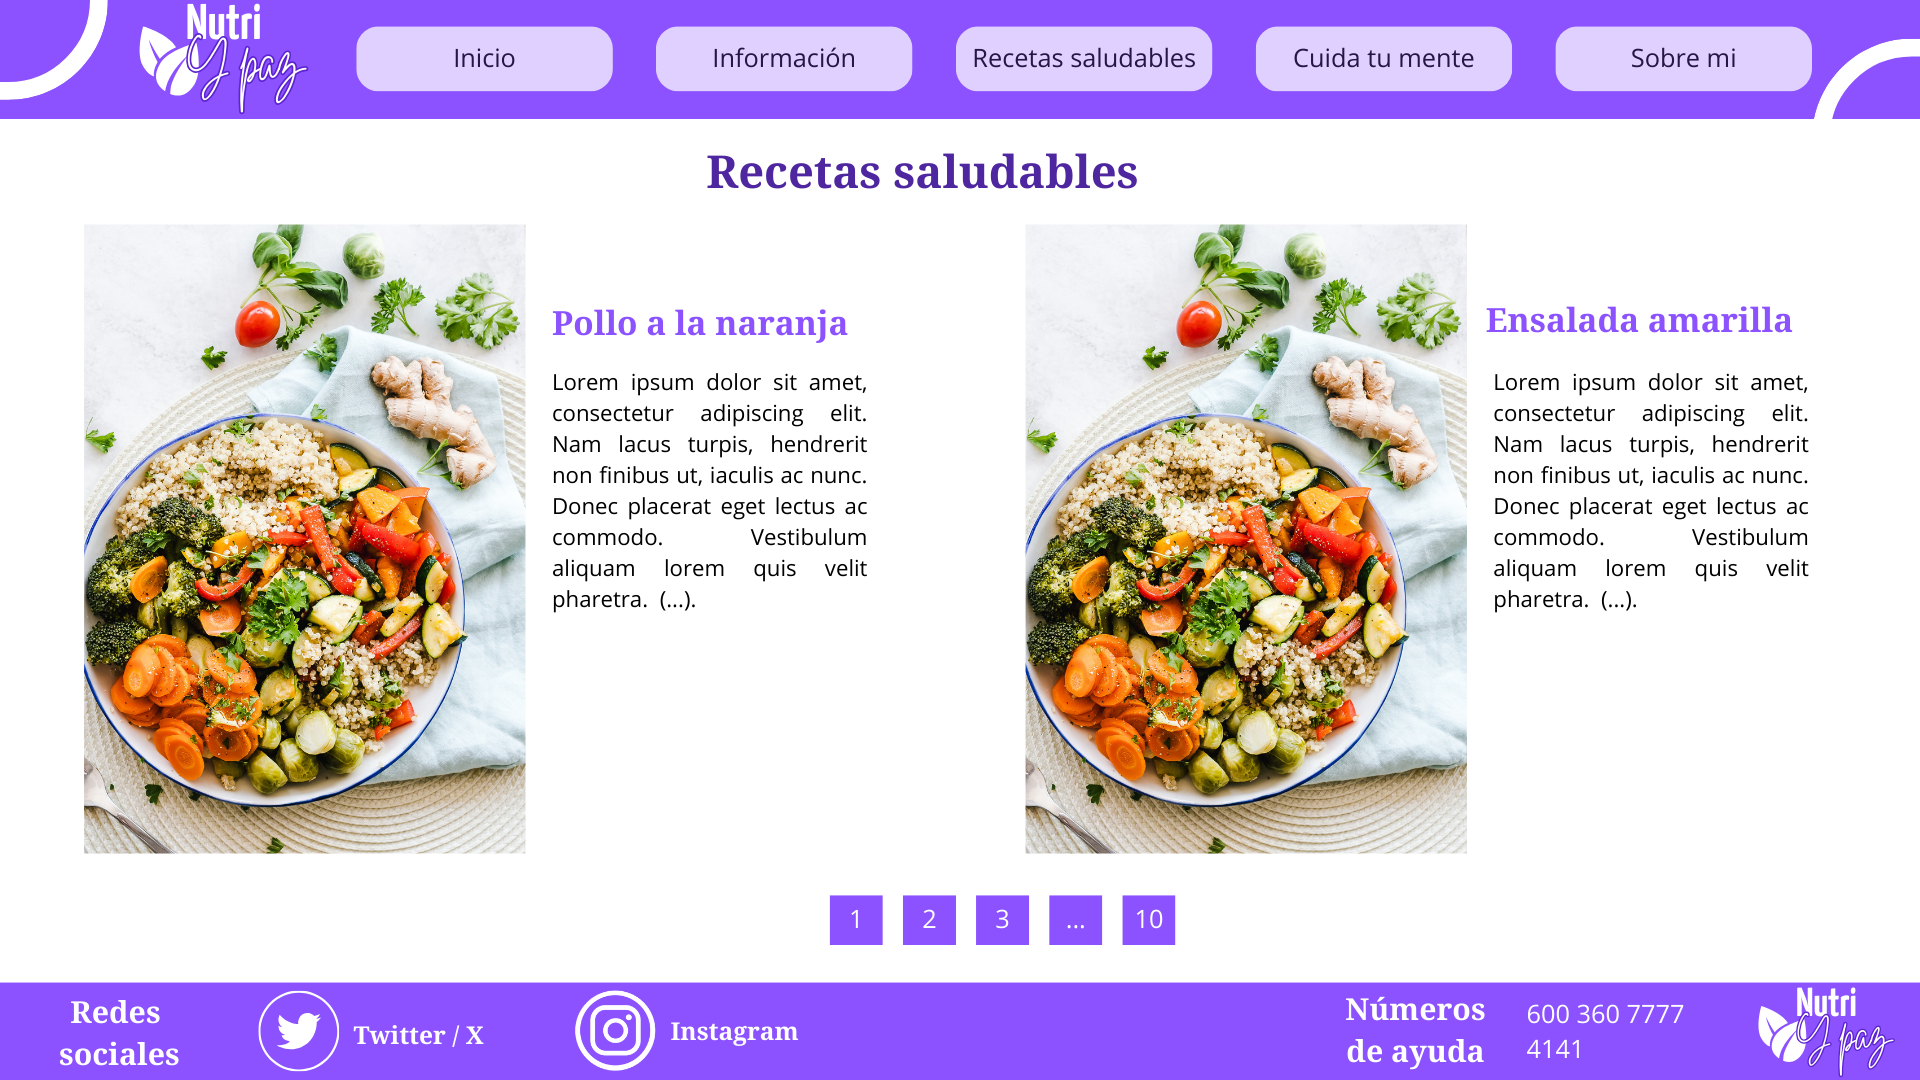 Nutri
Y paz
Inicio
Información
Recetas saludables
Cuida tu mente
Sobre mi
Recetas saludables
Pollo a la naranja
Lorem ipsum dolor sit amet,
consectetur adipiscing elit.
Nam lacus turpis, hendrerit
non finibus ut, iaculis ac nunc.
Donec placerat eget lectus ac
commodo. Vestibulum
aliquam lorem quis velit
pharetra. (...).
Ensalada amarilla
Lorem ipsum dolor sit amet,
consectetur adipiscing elit.
Nam lacus turpis, hendrerit
non finibus ut, iaculis ac nunc.
Donec placerat eget lectus ac
commodo. Vestibulum
aliquam lorem quis velit
pharetra. (...).
1 2 3 ... 10
Redes
sociales
Twitter / X
Instagram
Números
de ayuda
600 360 7777
4141
Nutri
Y paz